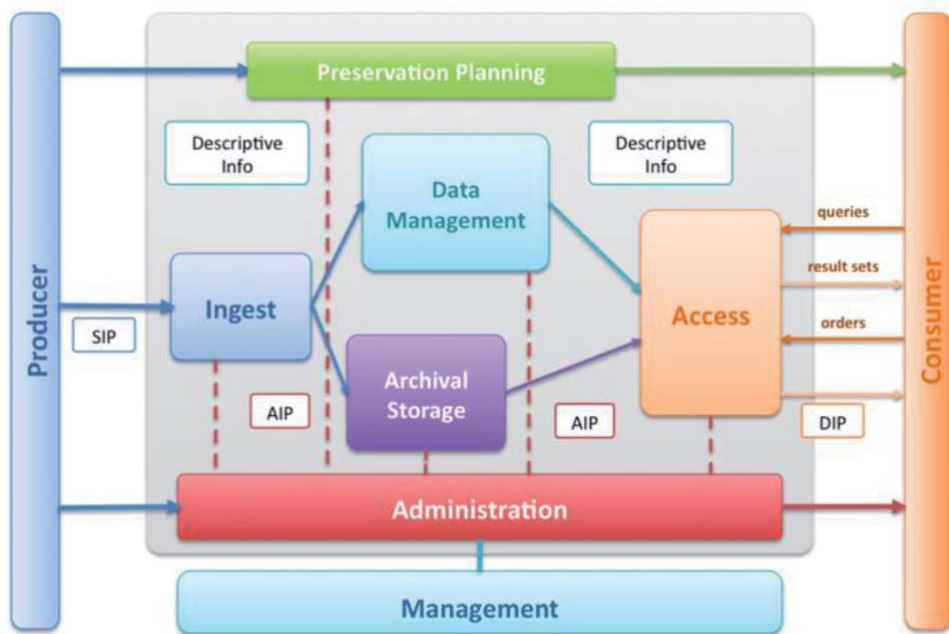 Preservation Planning
Descriptive
Info
Descriptive
Info
Data
Management
queries
result sets
orders
Producer
Consumer
Ingest
Access
SIP
Archival
Storage
AIP
AIP
DIP
Administration
Management